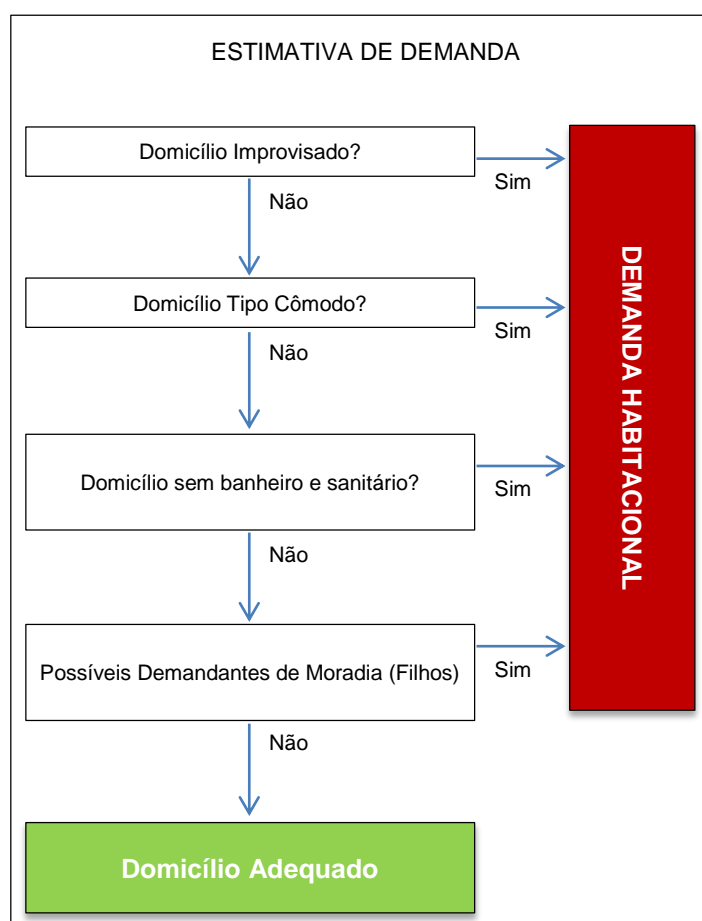 ESTIMATIVA DE DEMANDA
Domicílio Improvisado?
Sim
Não
Domicílio Tipo Cômodo?
Sim
Não
Domicílio sem banheiro e sanitário?
Sim
Não
Possíveis Demandantes de Moradia (Filhos)
Sim
Não
Domicílio Adequado
DEMANDA HABITACIONAL